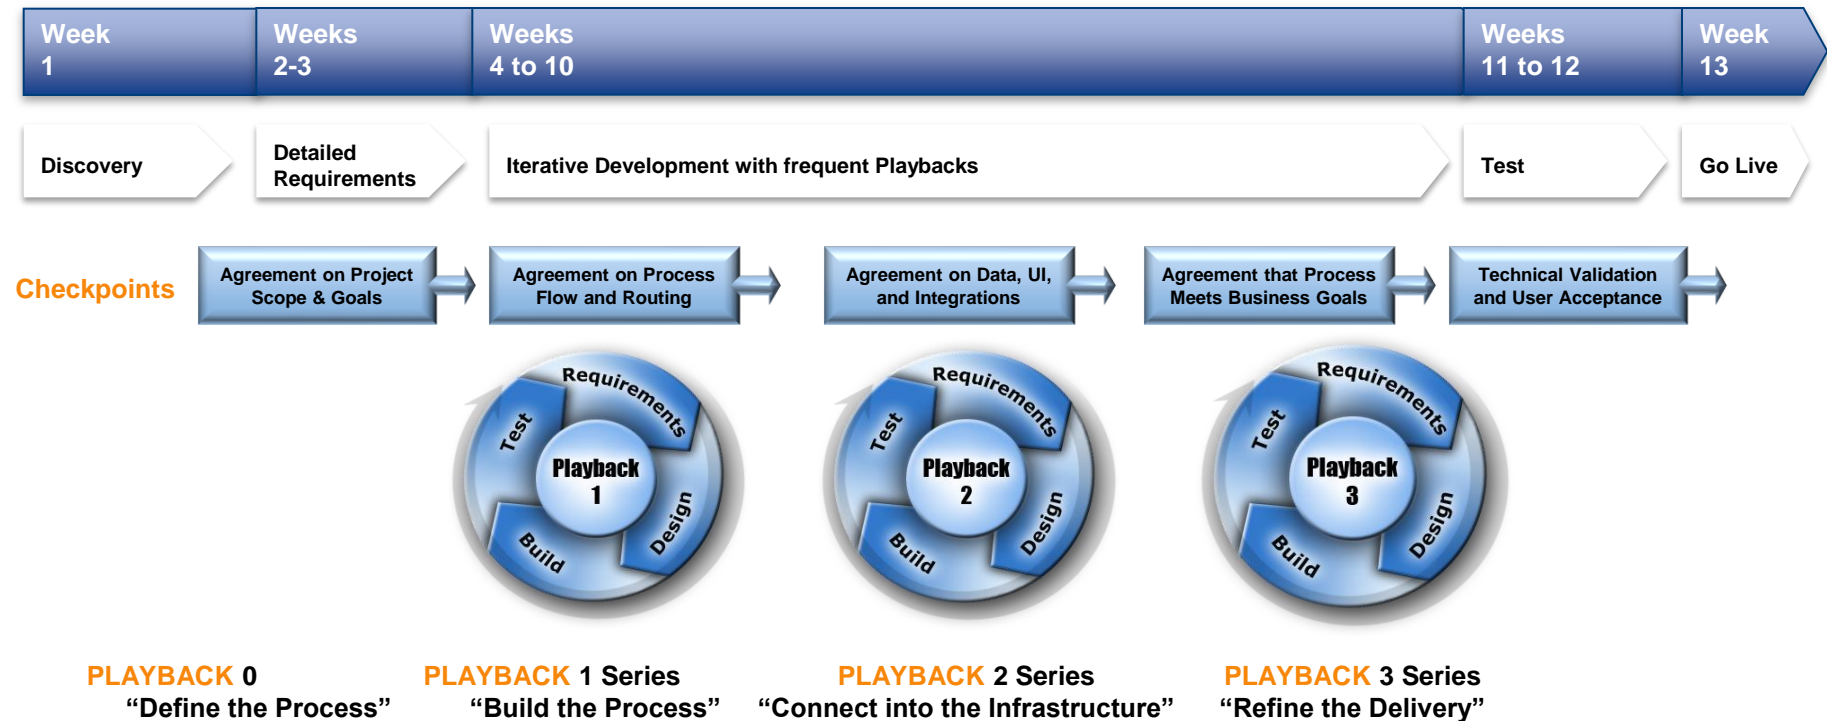 Week
1
Weeks
2-3
Weeks
4 to 10
Weeks
11 to 12
Week
13
Discovery
Detailed
Requirements
Iterative Development with frequent Playbacks
Test
Go Live
Checkpoints
Agreement on Project
Scope & Goals
Agreement on Process
Flow and Routing
Agreement on Data, UI,
and Integrations
Agreement that Process
Meets Business Goals
Technical Validation
and User Acceptance
Requirements
Test
Playback
1
Design
Build
Requirements
Test
Playback
2
Design
Build
Requirements
Test
Playback
3
Design
Build
PLAYBACK 0
“Define the Process”
PLAYBACK 1 Series
“Build the Process”
PLAYBACK 2 Series
“Connect into the Infrastructure”
PLAYBACK 3 Series
“Refine the Delivery”